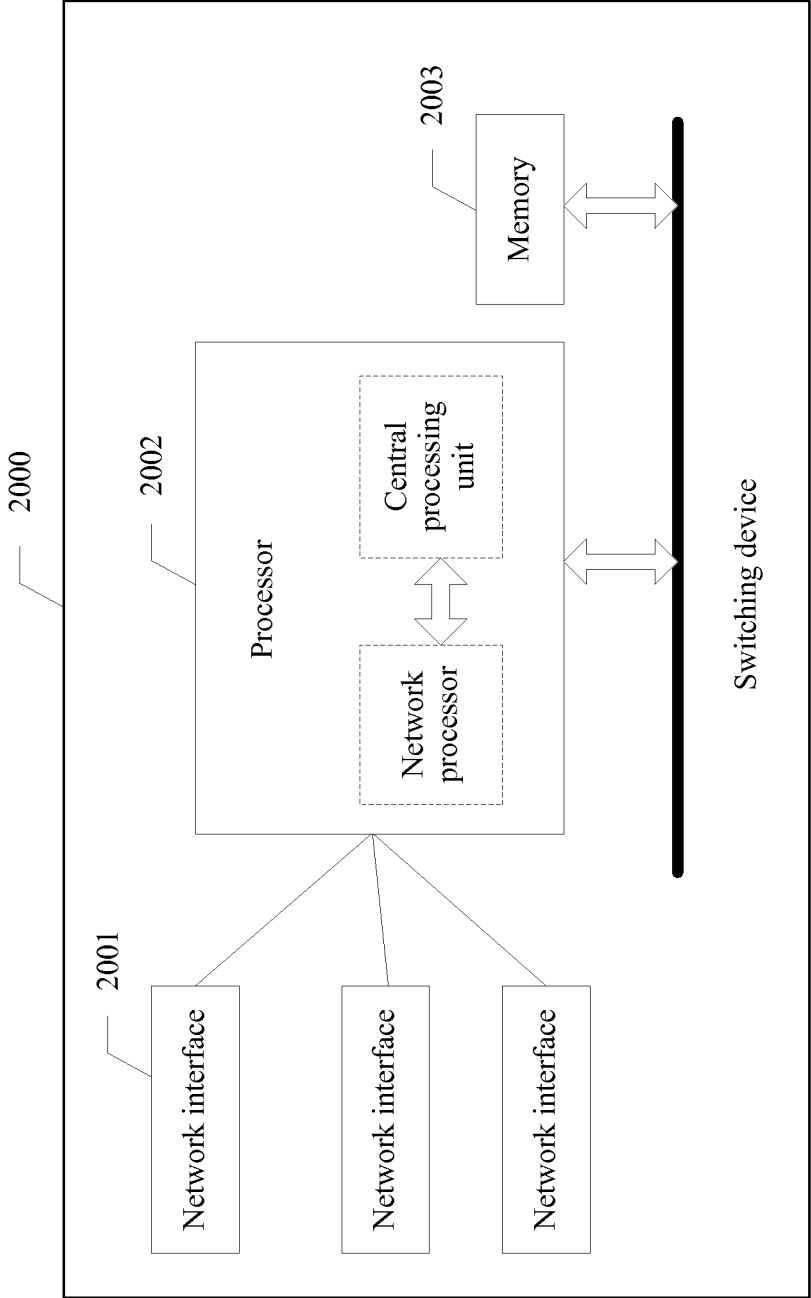 2000
2001
2002
2003
Network interface
Network interface
Network interface
Processor
Network
processor
Central
processing
unit
Memory
Switching device